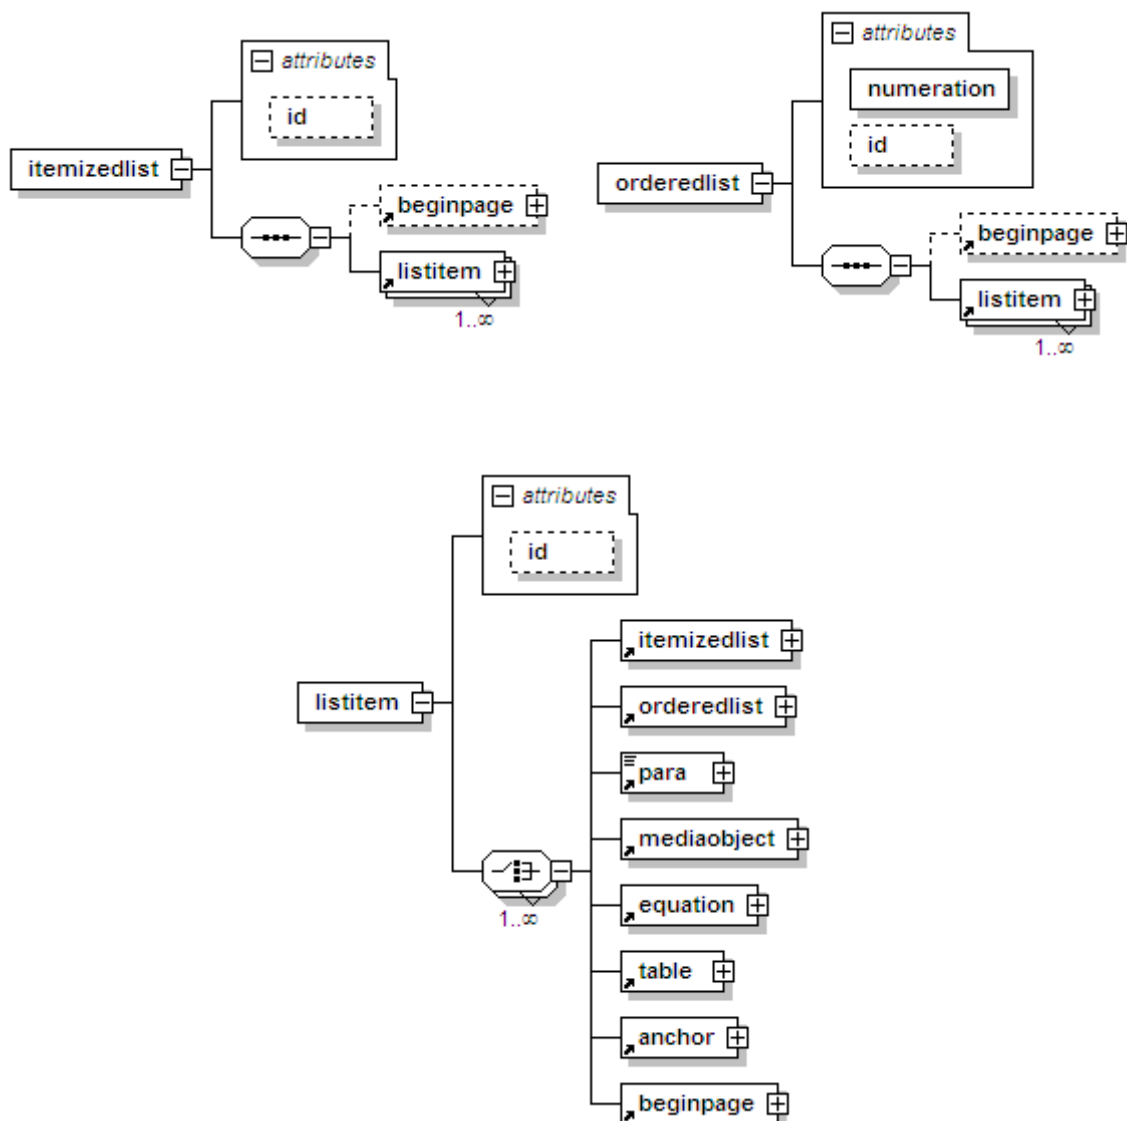 attributes
id
itemizedlist
beginpage
listitem
1..∞
attributes
numeration
id
orderedlist
beginpage
listitem
1..∞
attributes
id
listitem
itemizedlist
orderedlist
para
mediaobject
equation
table
anchor
beginpage
1..∞